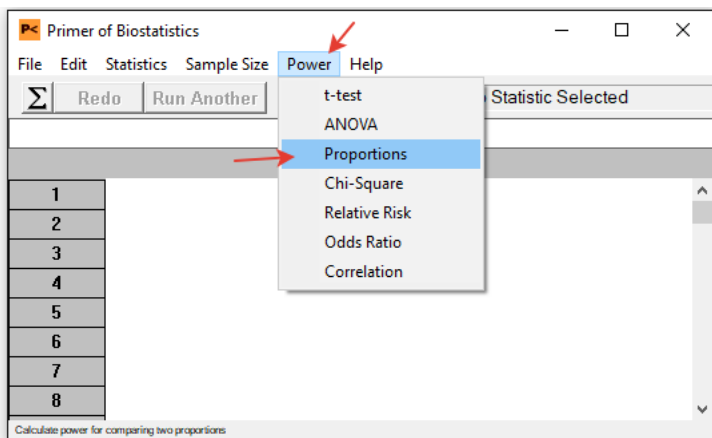 P< Primer of Biostatistics
File Edit Statistics Sample Size Power Help
Σ Redo Run Another Statistic Selected
t-test
ANOVA
Proportions
Chi-Square
Relative Risk
Odds Ratio
Correlation
1
2
3
4
5
6
7
8
Calculate power for comparing two proportions